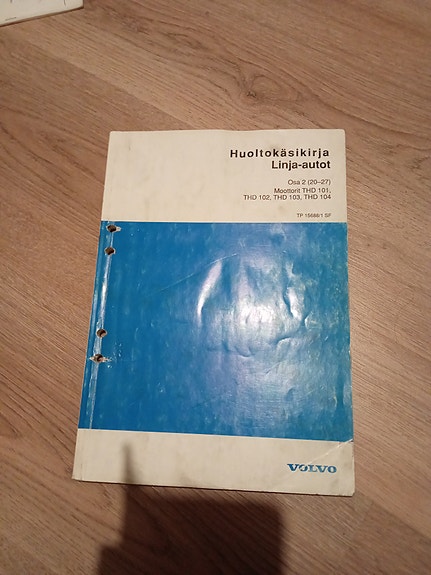 Huoltokäsikirja
Linja-autot
Osa 2 (20–27)
Moottorit THD 101,
THD 102, THD 103, THD 104
TP 16688/1 SF
VOLVO